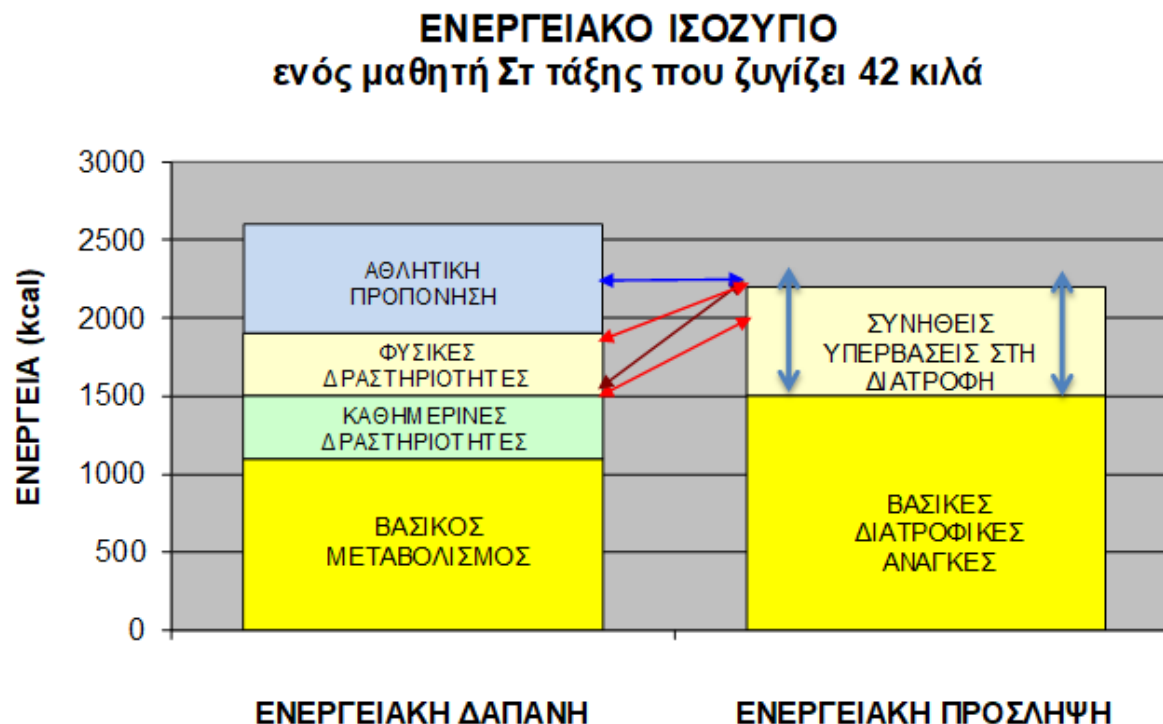 ΕΝΕΡΓΕΙΑΚΟ ΙΣΟΖΥΓΙΟ
ενός μαθητή Στ τάξης που ζυγίζει 42 κιλά
ΕΝΕΡΓΕΙΑ (kcal)
3000
2500
2000
1500
1000
500
0
ΑΘΛΗΤΙΚΗ
ΠΡΟΠΟΝΗΣΗ
ΦΥΣΙΚΕΣ
ΔΡΑΣΤΗΡΙΟΤΗΤΕΣ
ΚΑΘΗΜΕΡΙΝΕΣ
ΔΡΑΣΤΗΡΙΟΤΗΤΕΣ
ΒΑΣΙΚΟΣ
ΜΕΤΑΒΟΛΙΣΜΟΣ
ΣΥΝΗΘΕΙΣ
ΥΠΕΡΒΑΣΕΙΣ ΣΤΗ
ΔΙΑΤΡΟΦΗ
ΒΑΣΙΚΕΣ
ΔΙΑΤΡΟΦΙΚΕΣ
ΑΝΑΓΚΕΣ
ΕΝΕΡΓΕΙΑΚΗ ΔΑΠΑΝΗ
ΕΝΕΡΓΕΙΑΚΗ ΠΡΟΣΛΗΨΗ